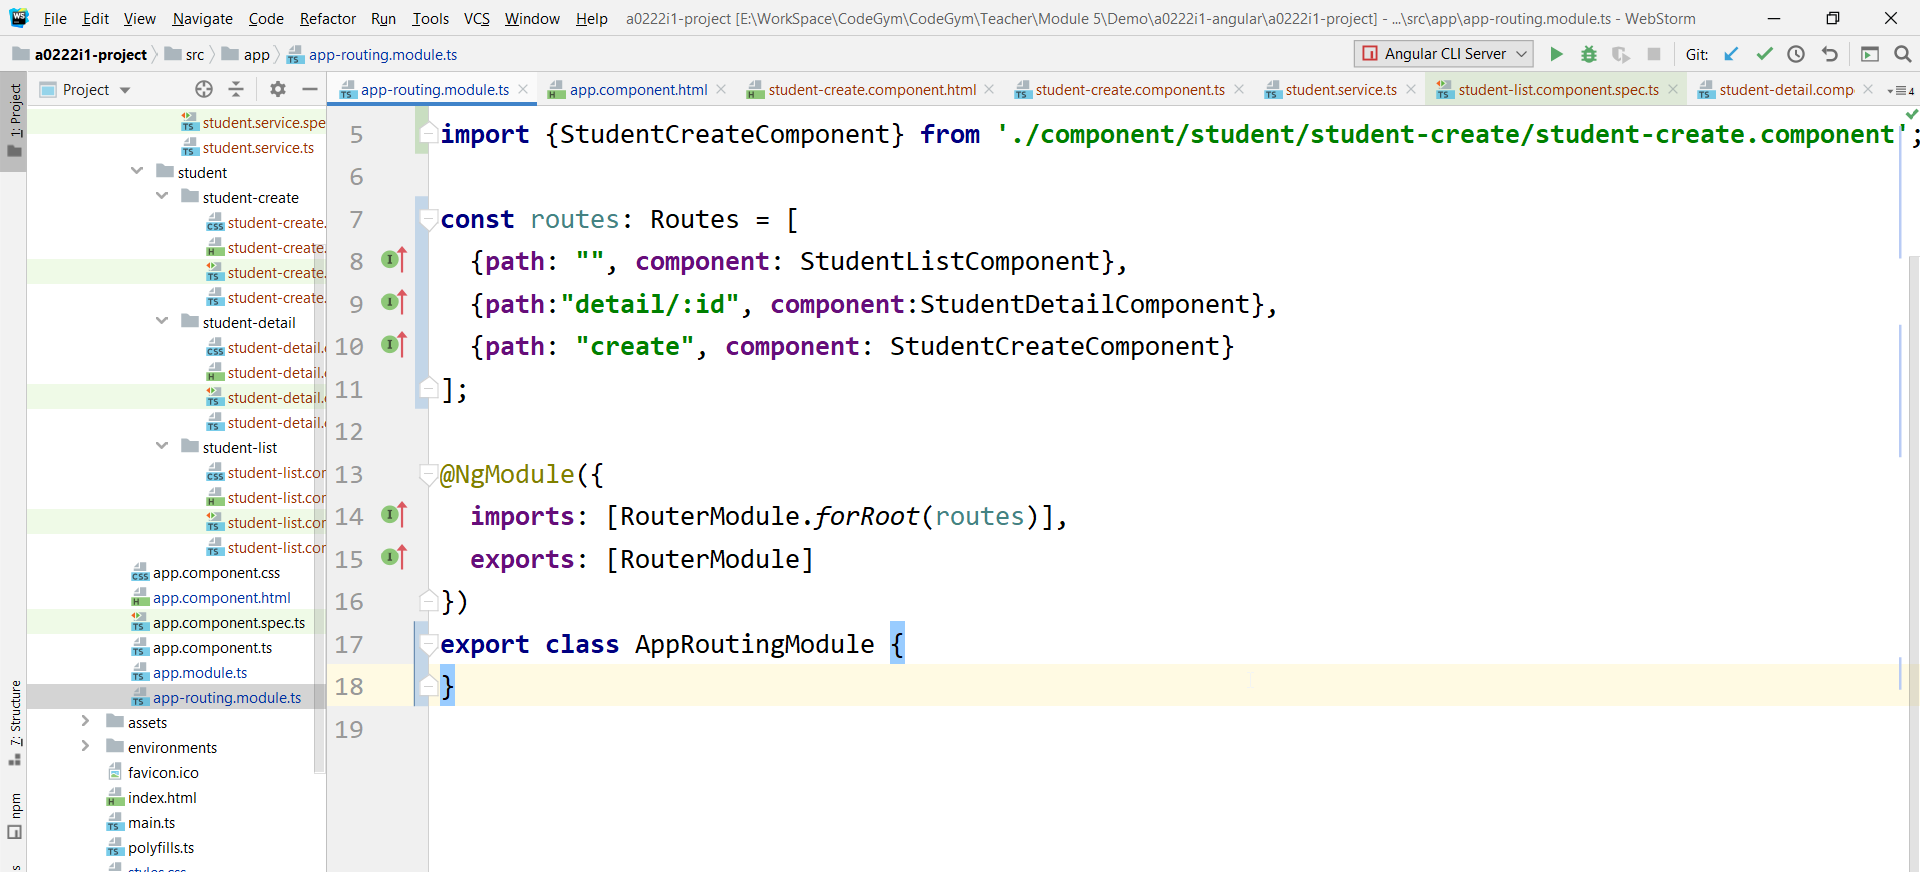 WS File Edit View Navigate Code Refactor Run Tools VCS Window Help a0222i1-project [E:\WorkSpace\CodeGym\CodeGym\Teacher\Module 5\Demo\a0222i1-angular\a0222i1-project] - ...\src\app\app-routing.module.ts - WebStorm
a0222i1-project src app app-routing.module.ts Angular CLI Server Git:
Project app-routing.module.ts app.component.html student-create.component.html student-create.component.ts student.service.ts student-list.component.spec.ts student-detail.comp 4
1: Project
student.service.spe
student.service.ts
student
student-create
student-create.
student-create.
student-create.
student-create.
student-detail
student-detail.
student-detail.
student-detail.
student-detail.
student-list
student-list.cor
student-list.cor
student-list.cor
student-list.cor
app.component.css
app.component.html
app.component.spec.ts
app.component.ts
app.module.ts
app-routing.module.ts
assets
environments
favicon.ico
index.html
main.ts
polyfills.ts
styles.css
7: Structure
npm
5 import {StudentCreateComponent} from './component/student/student-create/student-create.component';
6
7 const routes: Routes = [
8 {path: "", component: StudentListComponent},
9 {path:"detail/:id", component:StudentDetailComponent},
10 {path: "create", component: StudentCreateComponent}
11 ];
12
13 @NgModule({
14 imports: [RouterModule.forRoot(routes)],
15 exports: [RouterModule]
16 })
17 export class AppRoutingModule {
18 }
19